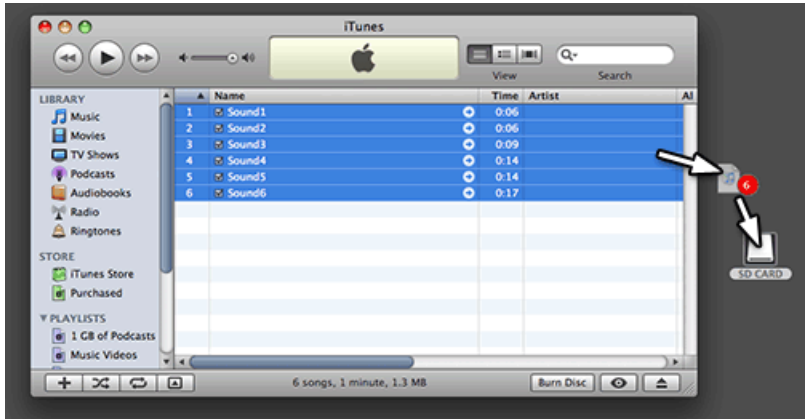 iTunes
View
Search
LIBRARY
Music
Movies
TV Shows
Podcasts
Audiobooks
Radio
Ringtones
STORE
iTunes Store
Purchased
PLAYLISTS
1 GB of Podcasts
Music Videos
Name Time Artist Al
1 Sound1 0:06
2 Sound2 0:06
3 Sound3 0:09
4 Sound4 0:14
5 Sound5 0:14
6 Sound6 0:17
6 songs, 1 minute, 1.3 MB
Burn Disc
6
SD CARD